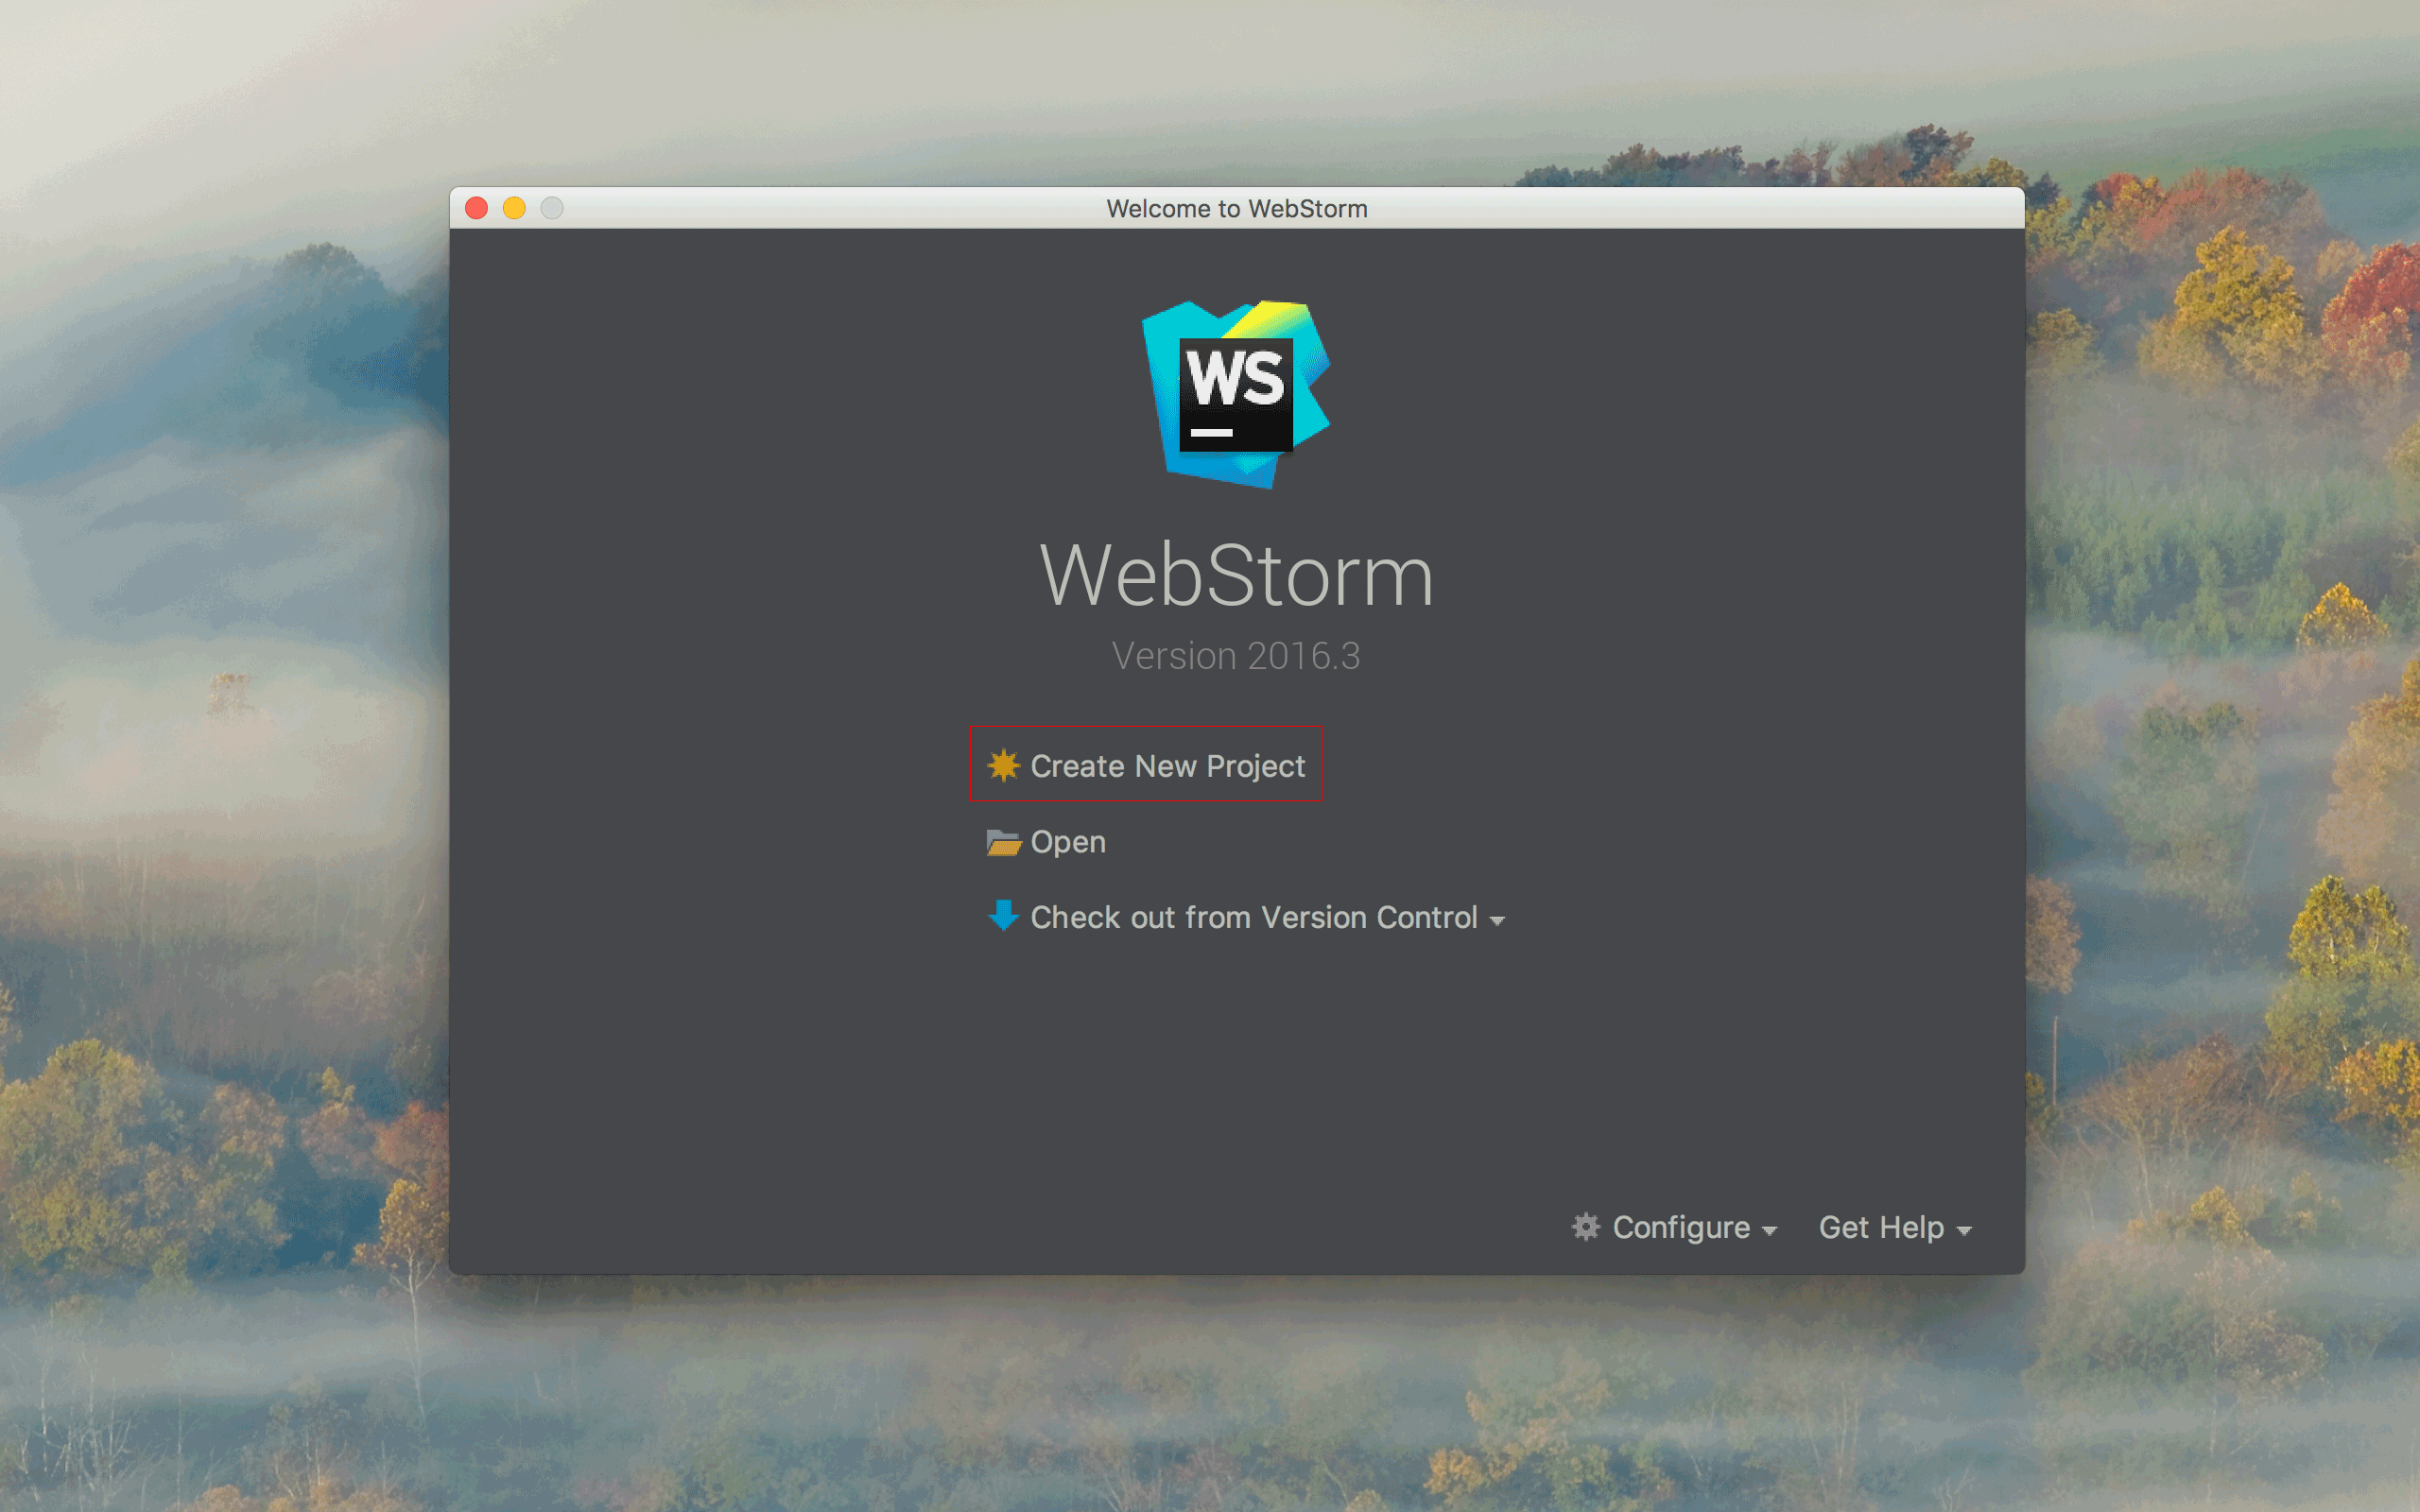 Welcome to WebStorm
WS
WebStorm
Version 2016.3
Create New Project
Open
Check out from Version Control
Configure
Get Help